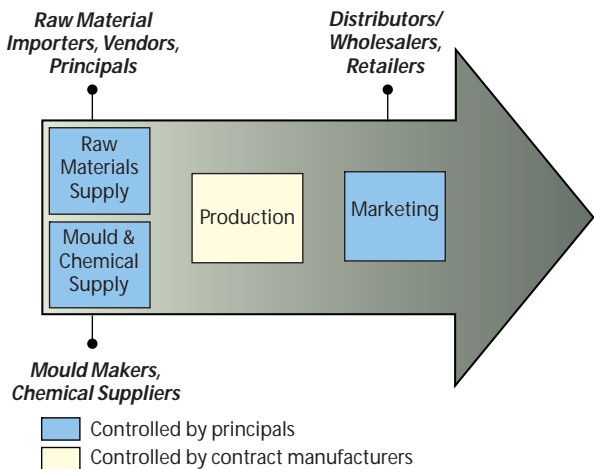 Raw Material
Importers, Vendors,
Principals
Distributors/
Wholesalers,
Retailers
Raw
Materials
Supply
Mould &
Chemical
Supply
Production
Marketing
Mould Makers,
Chemical Suppliers
Controlled by principals
Controlled by contract manufacturers